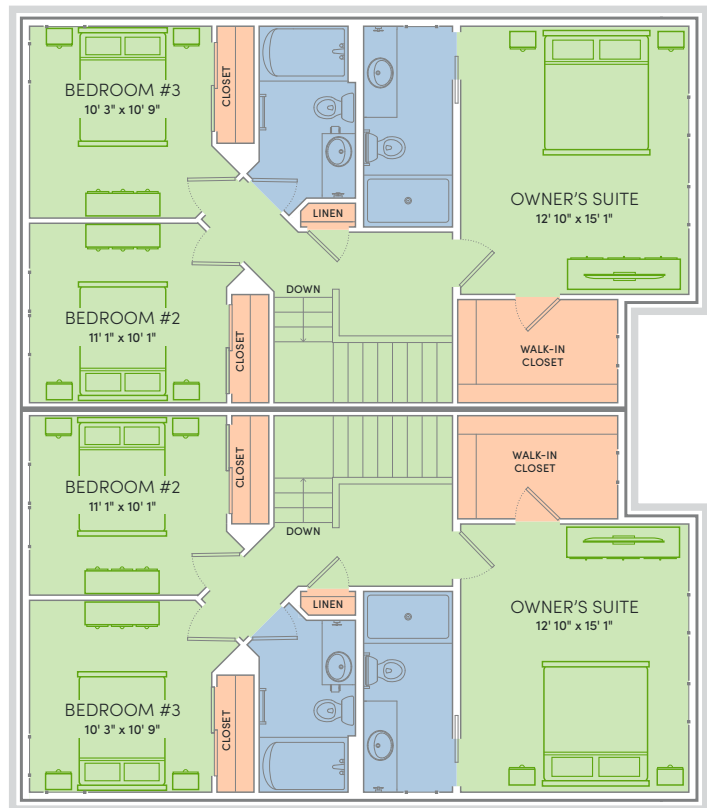 BEDROOM #3
10' 3" x 10' 9"
CLOSET
LINEN
OWNER'S SUITE
12' 10" x 15' 1"
DOWN
BEDROOM #2
11' 1" x 10' 1"
CLOSET
WALK-IN
CLOSET
BEDROOM #2
11' 1" x 10' 1"
CLOSET
WALK-IN
CLOSET
DOWN
LINEN
OWNER'S SUITE
12' 10" x 15' 1"
BEDROOM #3
10' 3" x 10' 9"
CLOSET